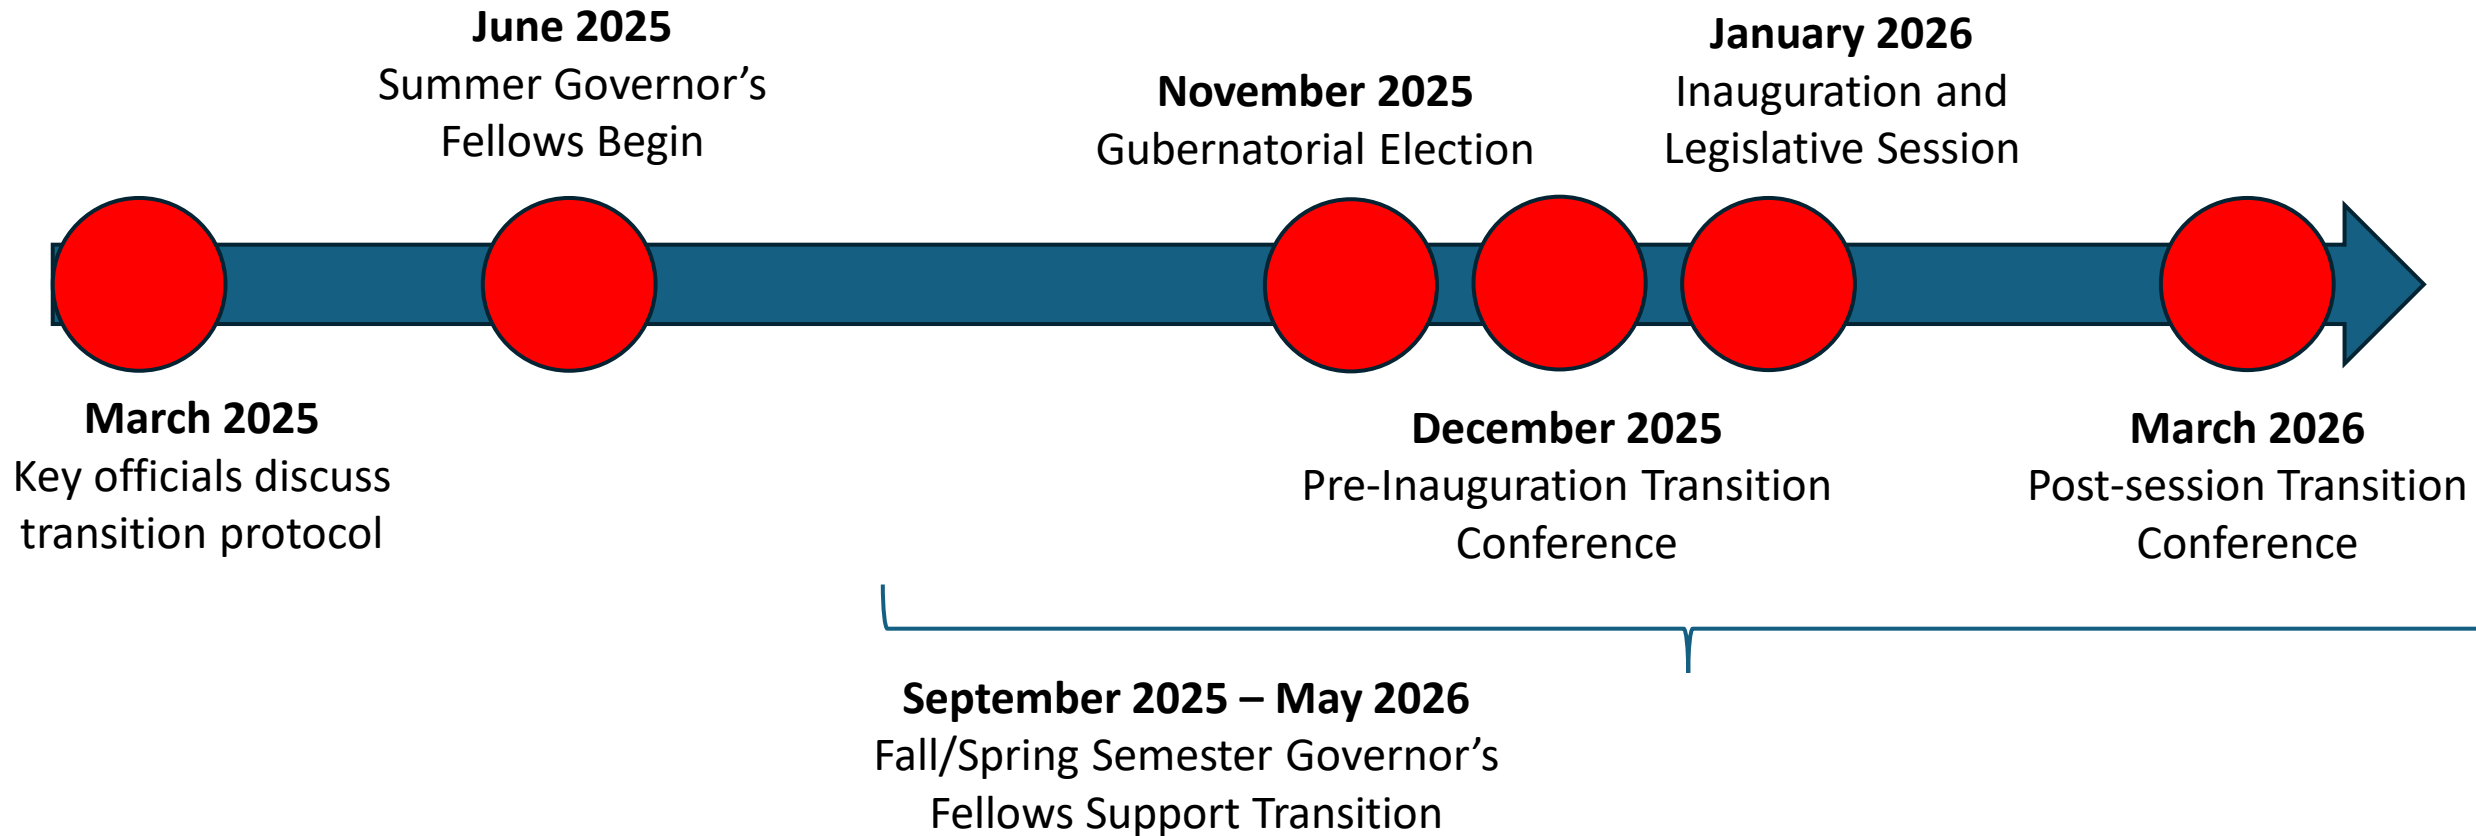 June 2025
Summer Governor’s
Fellows Begin
November 2025
Gubernatorial Election
January 2026
Inauguration and
Legislative Session
March 2025
Key officials discuss
transition protocol
December 2025
Pre-Inauguration Transition
Conference
March 2026
Post-session Transition
Conference
September 2025 – May 2026
Fall/Spring Semester Governor’s
Fellows Support Transition